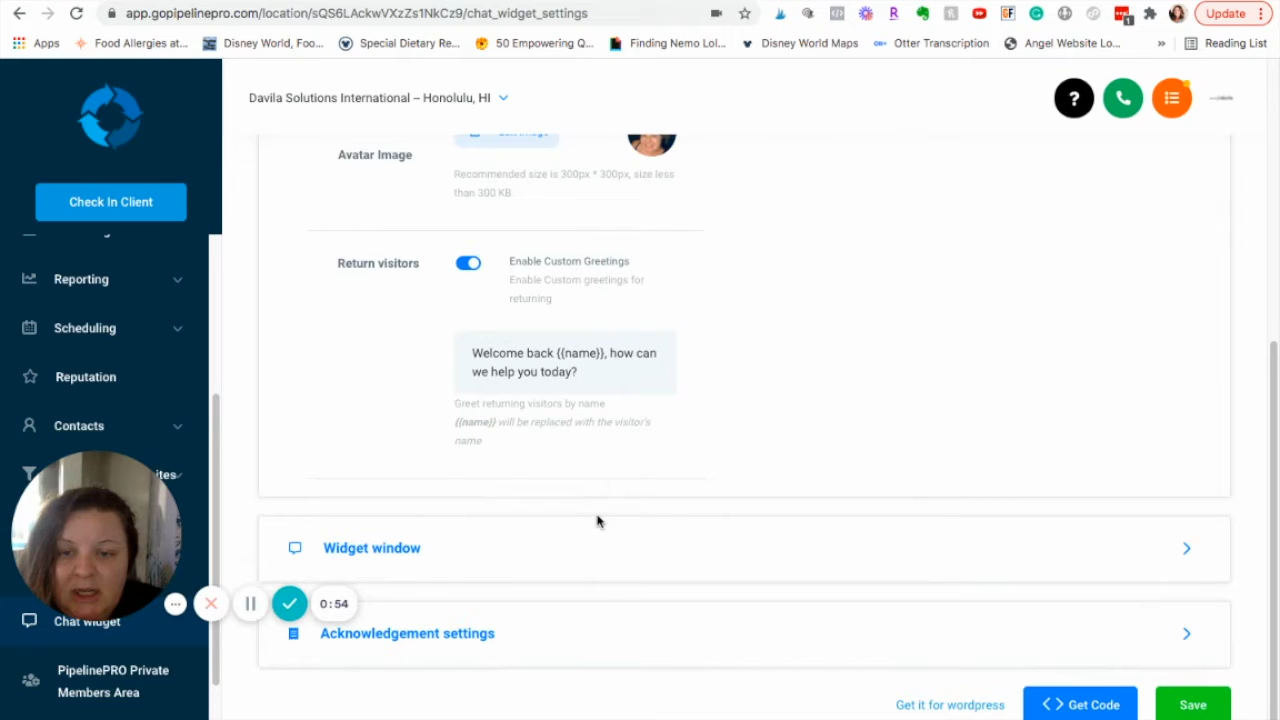 app.gopipelinepro.com/location/sQS6LAckwVXzZs1NkCz9/chat_widget_settings
Update
Apps
Food Allergies at...
Disney World, Foo...
Special Dietary Re...
50 Empowering Q...
Finding Nemo Lol...
Disney World Maps
Otter Transcription
Angel Website Lo...
»
Reading List
Davila Solutions International – Honolulu, HI
Check In Client
Reporting
Scheduling
Reputation
Contacts
Chat widget
PipelinePRO Private
Members Area
Avatar Image
Recommended size is 300px * 300px, size less
than 300 KB.
Return visitors
Enable Custom Greetings
Enable Custom greetings for
returning
Welcome back {{name}}, how can
we help you today?
Greet returning visitors by name
{{name}} will be replaced with the visitor's
name
Widget window
0:54
Acknowledgement settings
Get it for wordpress
<> Get Code
Save